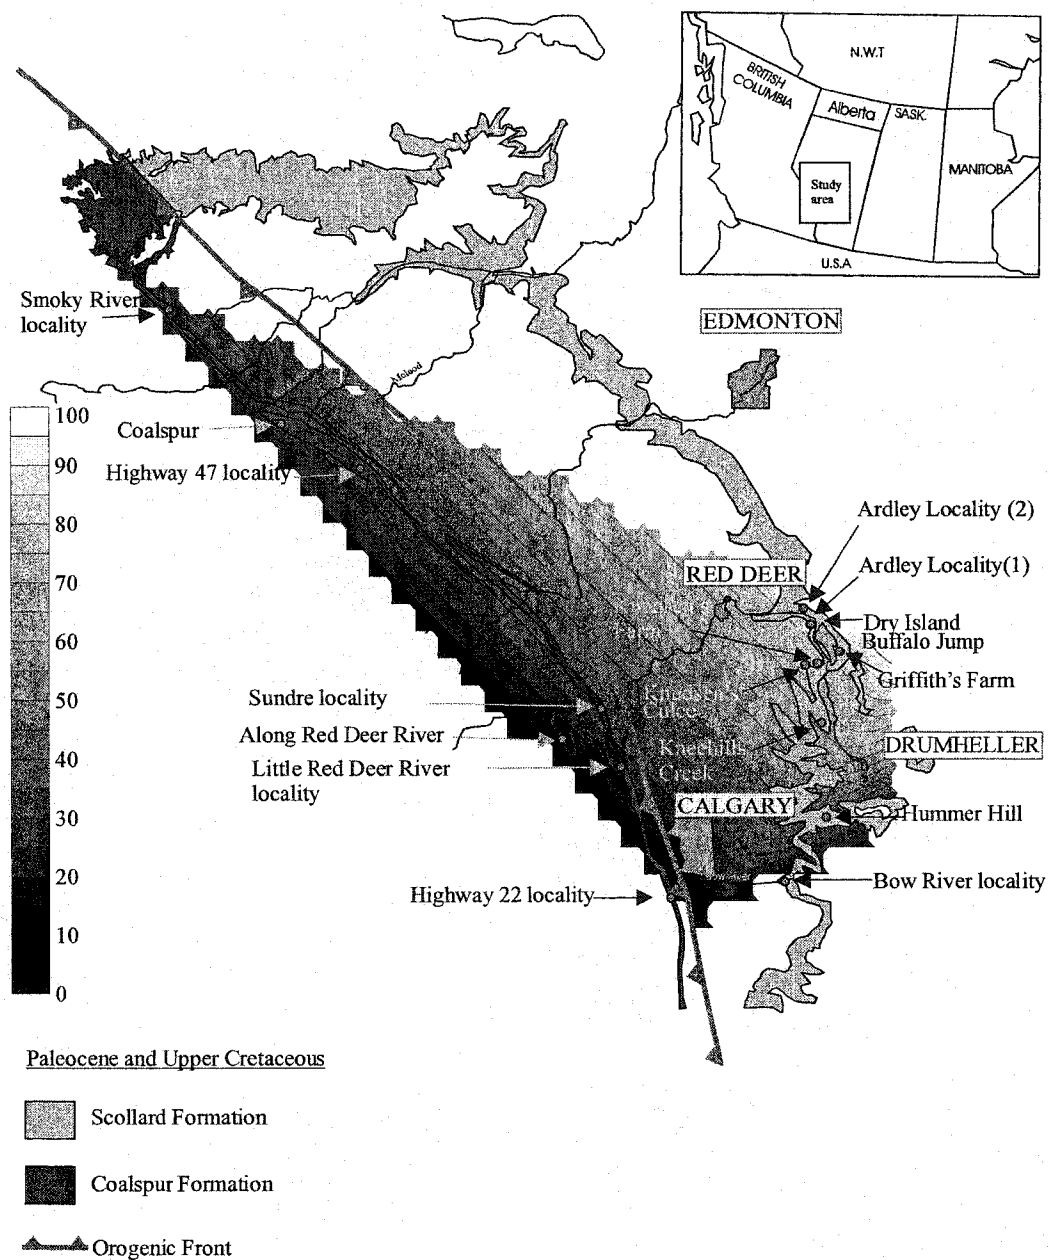 N.W.T
BRITISH
COLUMBIA
Alberta
SASK.
MANITOBA
Study
area
U.S.A
Smoky River
locality
EDMONTON
Mcleod
100
90
80
70
60
50
40
30
20
10
0
Coalspur
Highway 47 locality
Ardley Locality (2)
RED DEER
Ardley Locality(1)
Dry Island
Buffalo Jump
Farm
Griffith's Farm
Sundre locality
Along Red Deer River
Little Red Deer River
locality
Kneehills
Creek
DRUMHELLER
CALGARY
Hummer Hill
Highway 22 locality
Bow River locality
Paleocene and Upper Cretaceous
Scollard Formation
Coalspur Formation
Orogenic Front